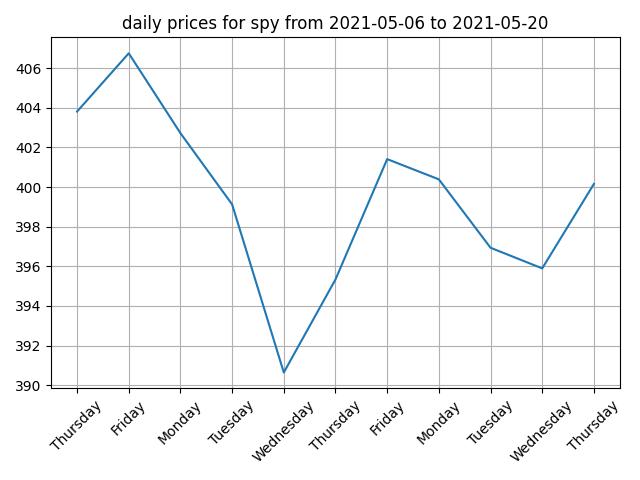 daily prices for spy from 2021-05-06 to 2021-05-20
406
404
402
400
398
396
394
392
390
Thursday
Friday
Monday
Tuesday
Wednesday
Thursday
Friday
Monday
Tuesday
Wednesday
Thursday